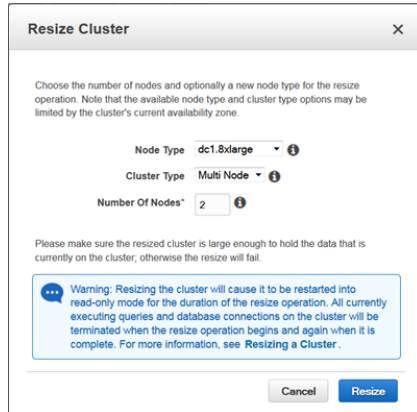 Resize Cluster
Choose the number of nodes and optionally a new node type for the resize
operation. Note that the available node type and cluster type options may be
limited by the cluster's current availability zone.
Node Type dc1.8xlarge
Cluster Type Multi Node
Number Of Nodes* 2
Please make sure the resized cluster is large enough to hold the data that is
currently on the cluster; otherwise the resize will fail.
Warning: Resizing the cluster will cause it to be restarted into
read-only mode for the duration of the resize operation. All currently
executing queries and database connections on the cluster will be
terminated when the resize operation begins and again when it is
complete. For more information, see Resizing a Cluster.
Cancel Resize